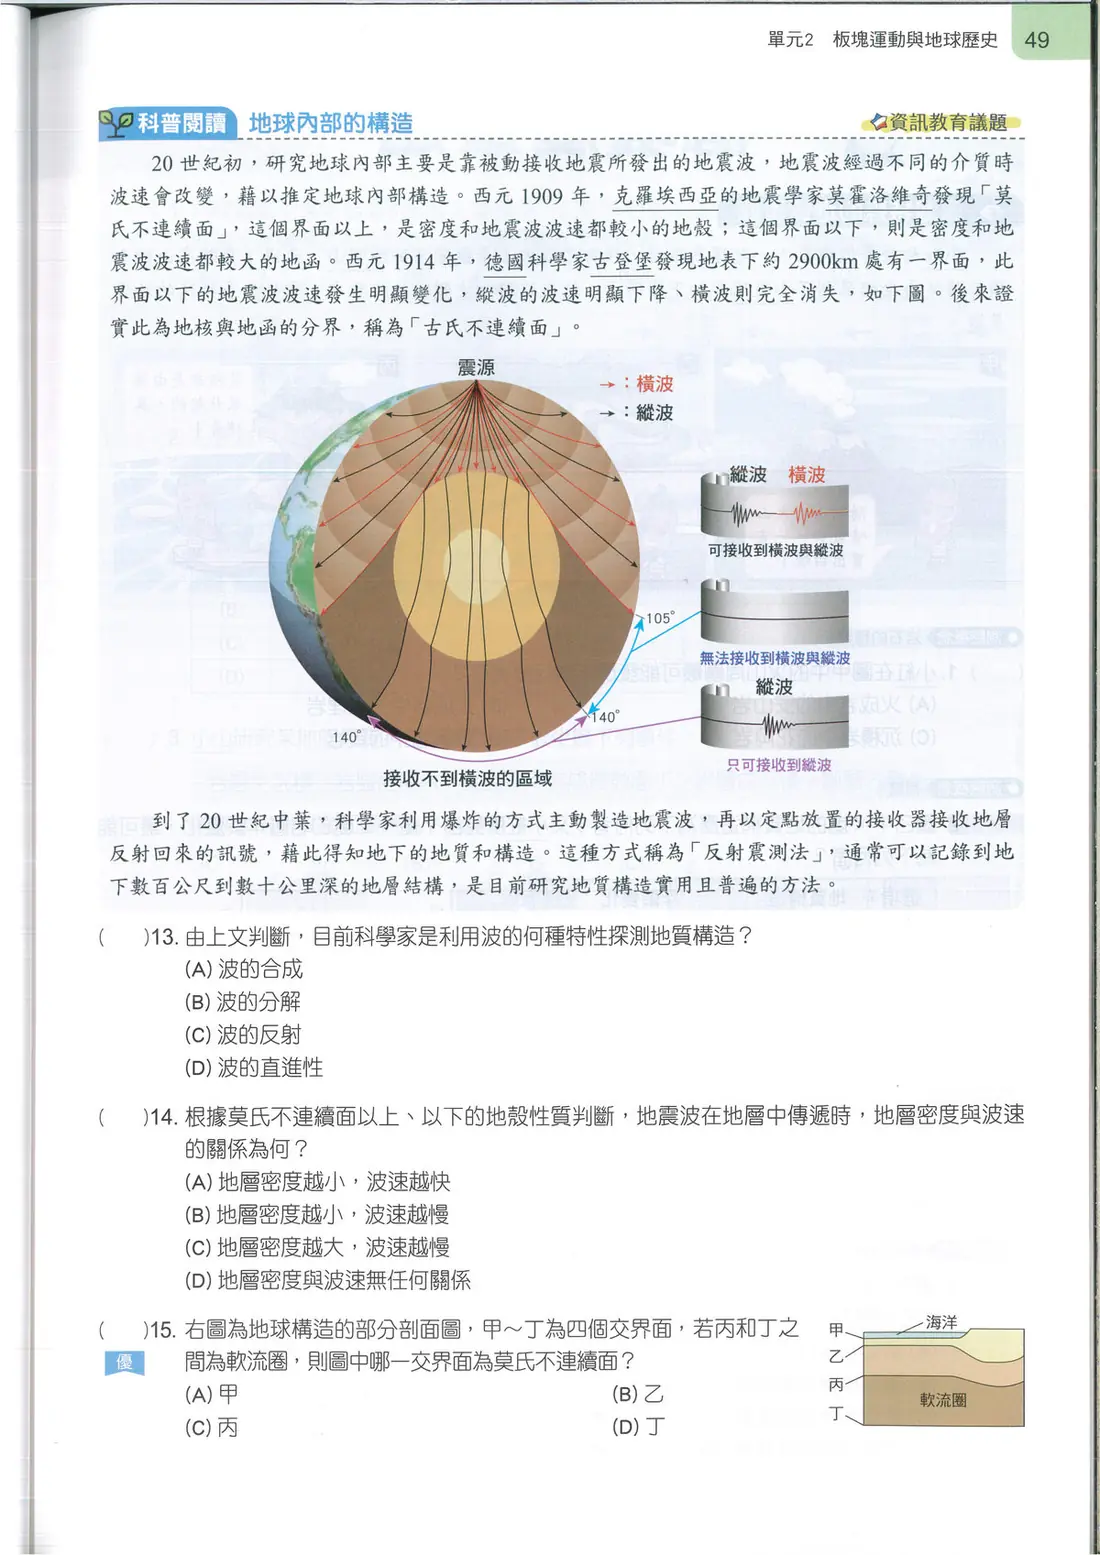 單元2 板塊運動與地球歷史 49
科普閱讀 地球內部的構造 資訊教育議題
20 世紀初，研究地球內部主要是靠被動接收地震所發出的地震波，地震波經過不同的介質時
波速會改變，藉以推定地球內部構造。西元 1909 年，克羅埃西亞的地震學家莫霍洛維奇發現「莫
氏不連續面」，這個界面以上，是密度和地震波波速都較小的地殼；這個界面以下，則是密度和地
震波波速都較大的地函。西元 1914 年，德國科學家古登堡發現地表下約 2900km 處有一界面，此
界面以下的地震波波速發生明顯變化，縱波的波速明顯下降、橫波則完全消失，如下圖。後來證
實此為地核與地函的分界，稱為「古氏不連續面」。
震源
→：橫波
→：縱波
縱波 橫波
可接收到橫波與縱波
105°
無法接收到橫波與縱波
縱波
140°
140°
只可接收到縱波
接收不到橫波的區域
到了 20 世紀中葉，科學家利用爆炸的方式主動製造地震波，再以定點放置的接收器接收地層
反射回來的訊號，藉此得知地下的地質和構造。這種方式稱為「反射震測法」，通常可以記錄到地
下數百公尺到數十公里深的地層結構，是目前研究地質構造實用且普遍的方法。
( )13. 由上文判斷，目前科學家是利用波的何種特性探測地質構造？
(A) 波的合成
(B) 波的分解
(C) 波的反射
(D) 波的直進性
( )14. 根據莫氏不連續面以上、以下的地殼性質判斷，地震波在地層中傳遞時，地層密度與波速
的關係為何？
(A) 地層密度越小，波速越快
(B) 地層密度越小，波速越慢
(C) 地層密度越大，波速越慢
(D) 地層密度與波速無任何關係
( )15. 右圖為地球構造的部分剖面圖，甲～丁為四個交界面，若丙和丁之
優 間為軟流圈，則圖中哪一交界面為莫氏不連續面？
(A) 甲 (B) 乙
(C) 丙 (D) 丁
海洋
甲
乙
丙
丁
軟流圈